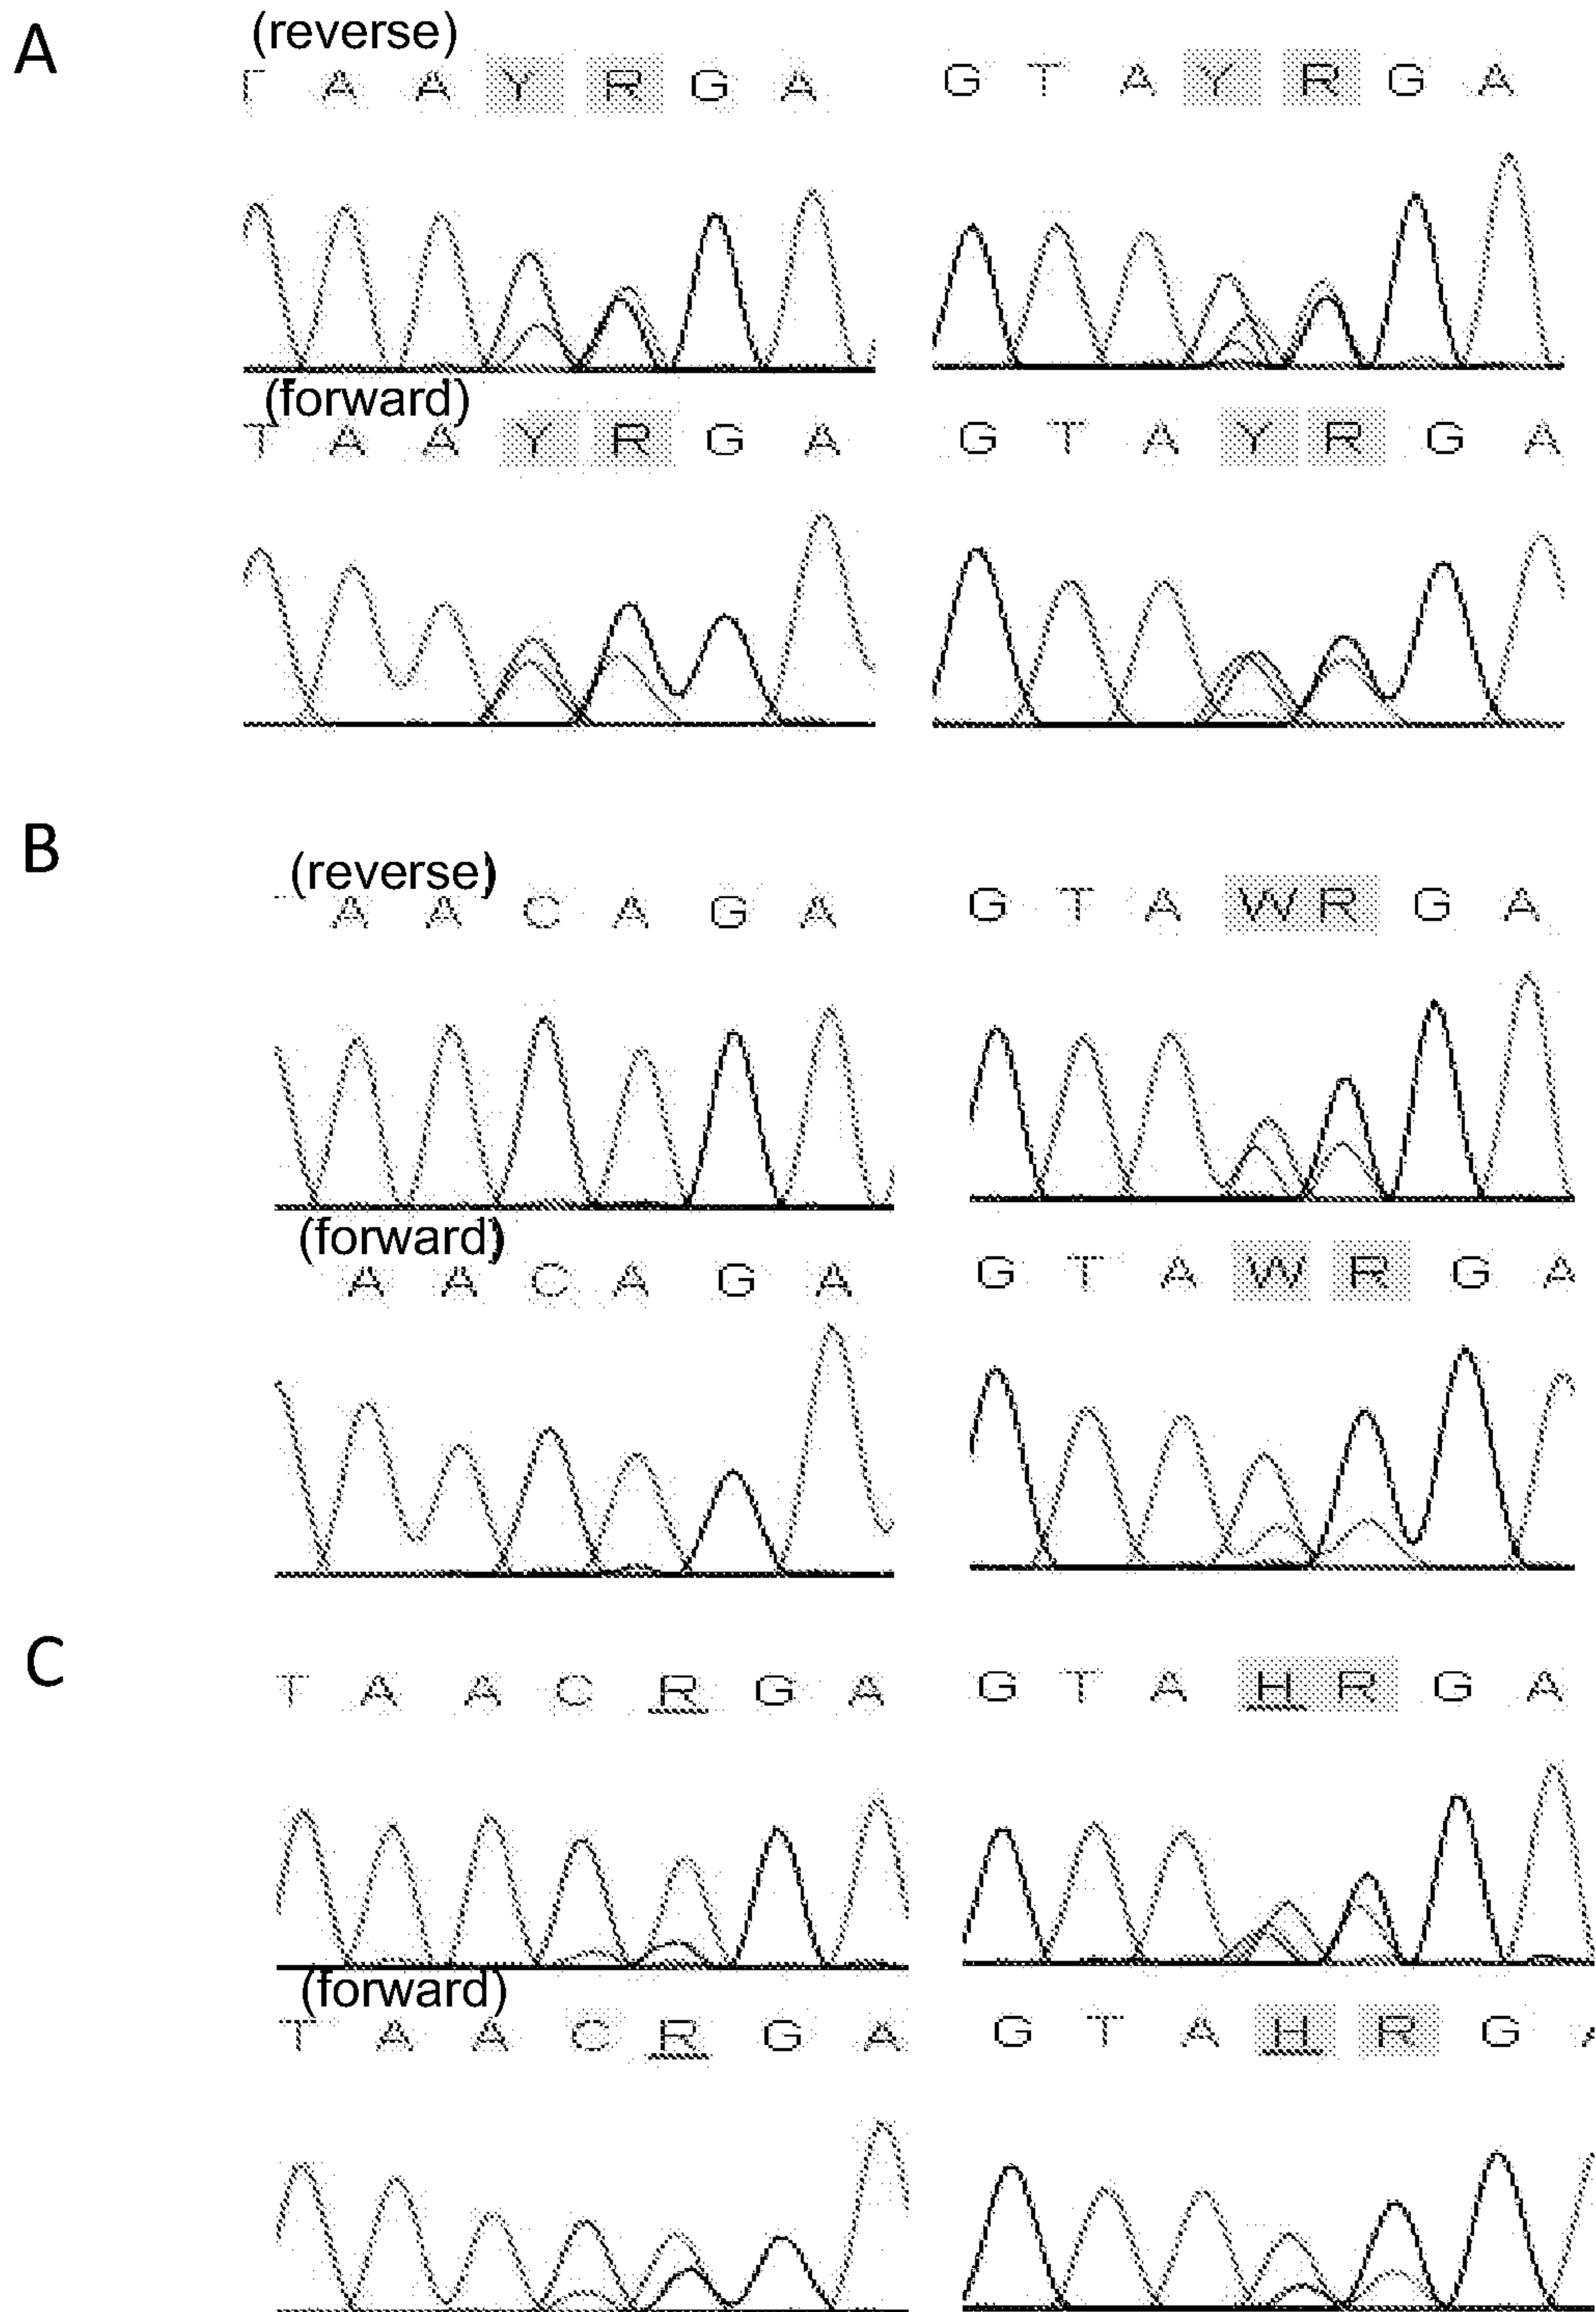 A
(reverse)
T A A Y R G A
G T A Y R G A
(forward)
T A A Y R G A
G T A Y R G A
B
(reverse)
A A C A G A
G T A W R G A
(forward)
A A C A G A
G T A W R G A
C
T A A C R G A
G T A H R G A
(forward)
T A A C R G A
G T A H R G